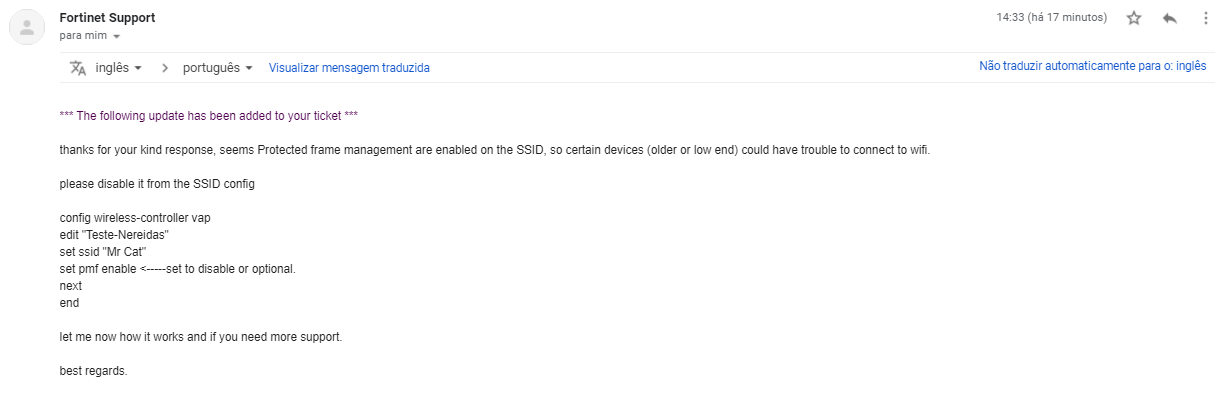 Fortinet Support
14:33 (há 17 minutos)
para mim
inglês > português Visualizar mensagem traduzida
Não traduzir automaticamente para o: inglês
*** The following update has been added to your ticket ***
thanks for your kind response, seems Protected frame management are enabled on the SSID, so certain devices (older or low end) could have trouble to connect to wifi.
please disable it from the SSID config
config wireless-controller vap
edit "Teste-Nereidas"
set ssid "Mr Cat"
set pmf enable <-----set to disable or optional.
next
end
let me now how it works and if you need more support.
best regards.